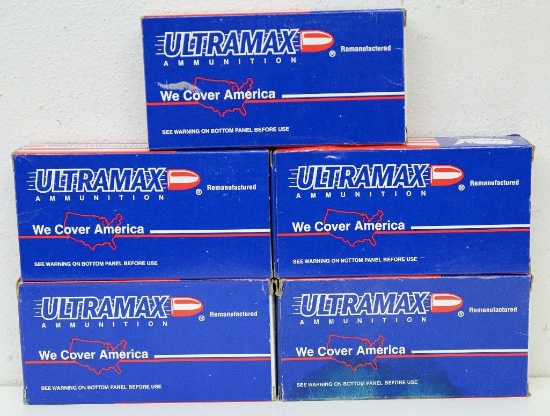 ULTRAMAX
® Remanufactured
AMMUNITION
We Cover America
SEE WARNING ON BOTTOM PANEL BEFORE USE
ULTRAMAX
® Remanufactured
AMMUNITION
We Cover America
SEE WARNING ON BOTTOM PANEL BEFORE USE
ULTRAMAX
® Remanufactured
AMMUNITION
We Cover America
SEE WARNING ON BOTTOM PANEL BEFORE USE
ULTRAMAX
® Remanufactured
AMMUNITION
We Cover America
SEE WARNING ON BOTTOM PANEL BEFORE USE
ULTRAMAX
® Remanufactured
AMMUNITION
We Cover America
SEE WARNING ON BOTTOM PANEL BEFORE USE